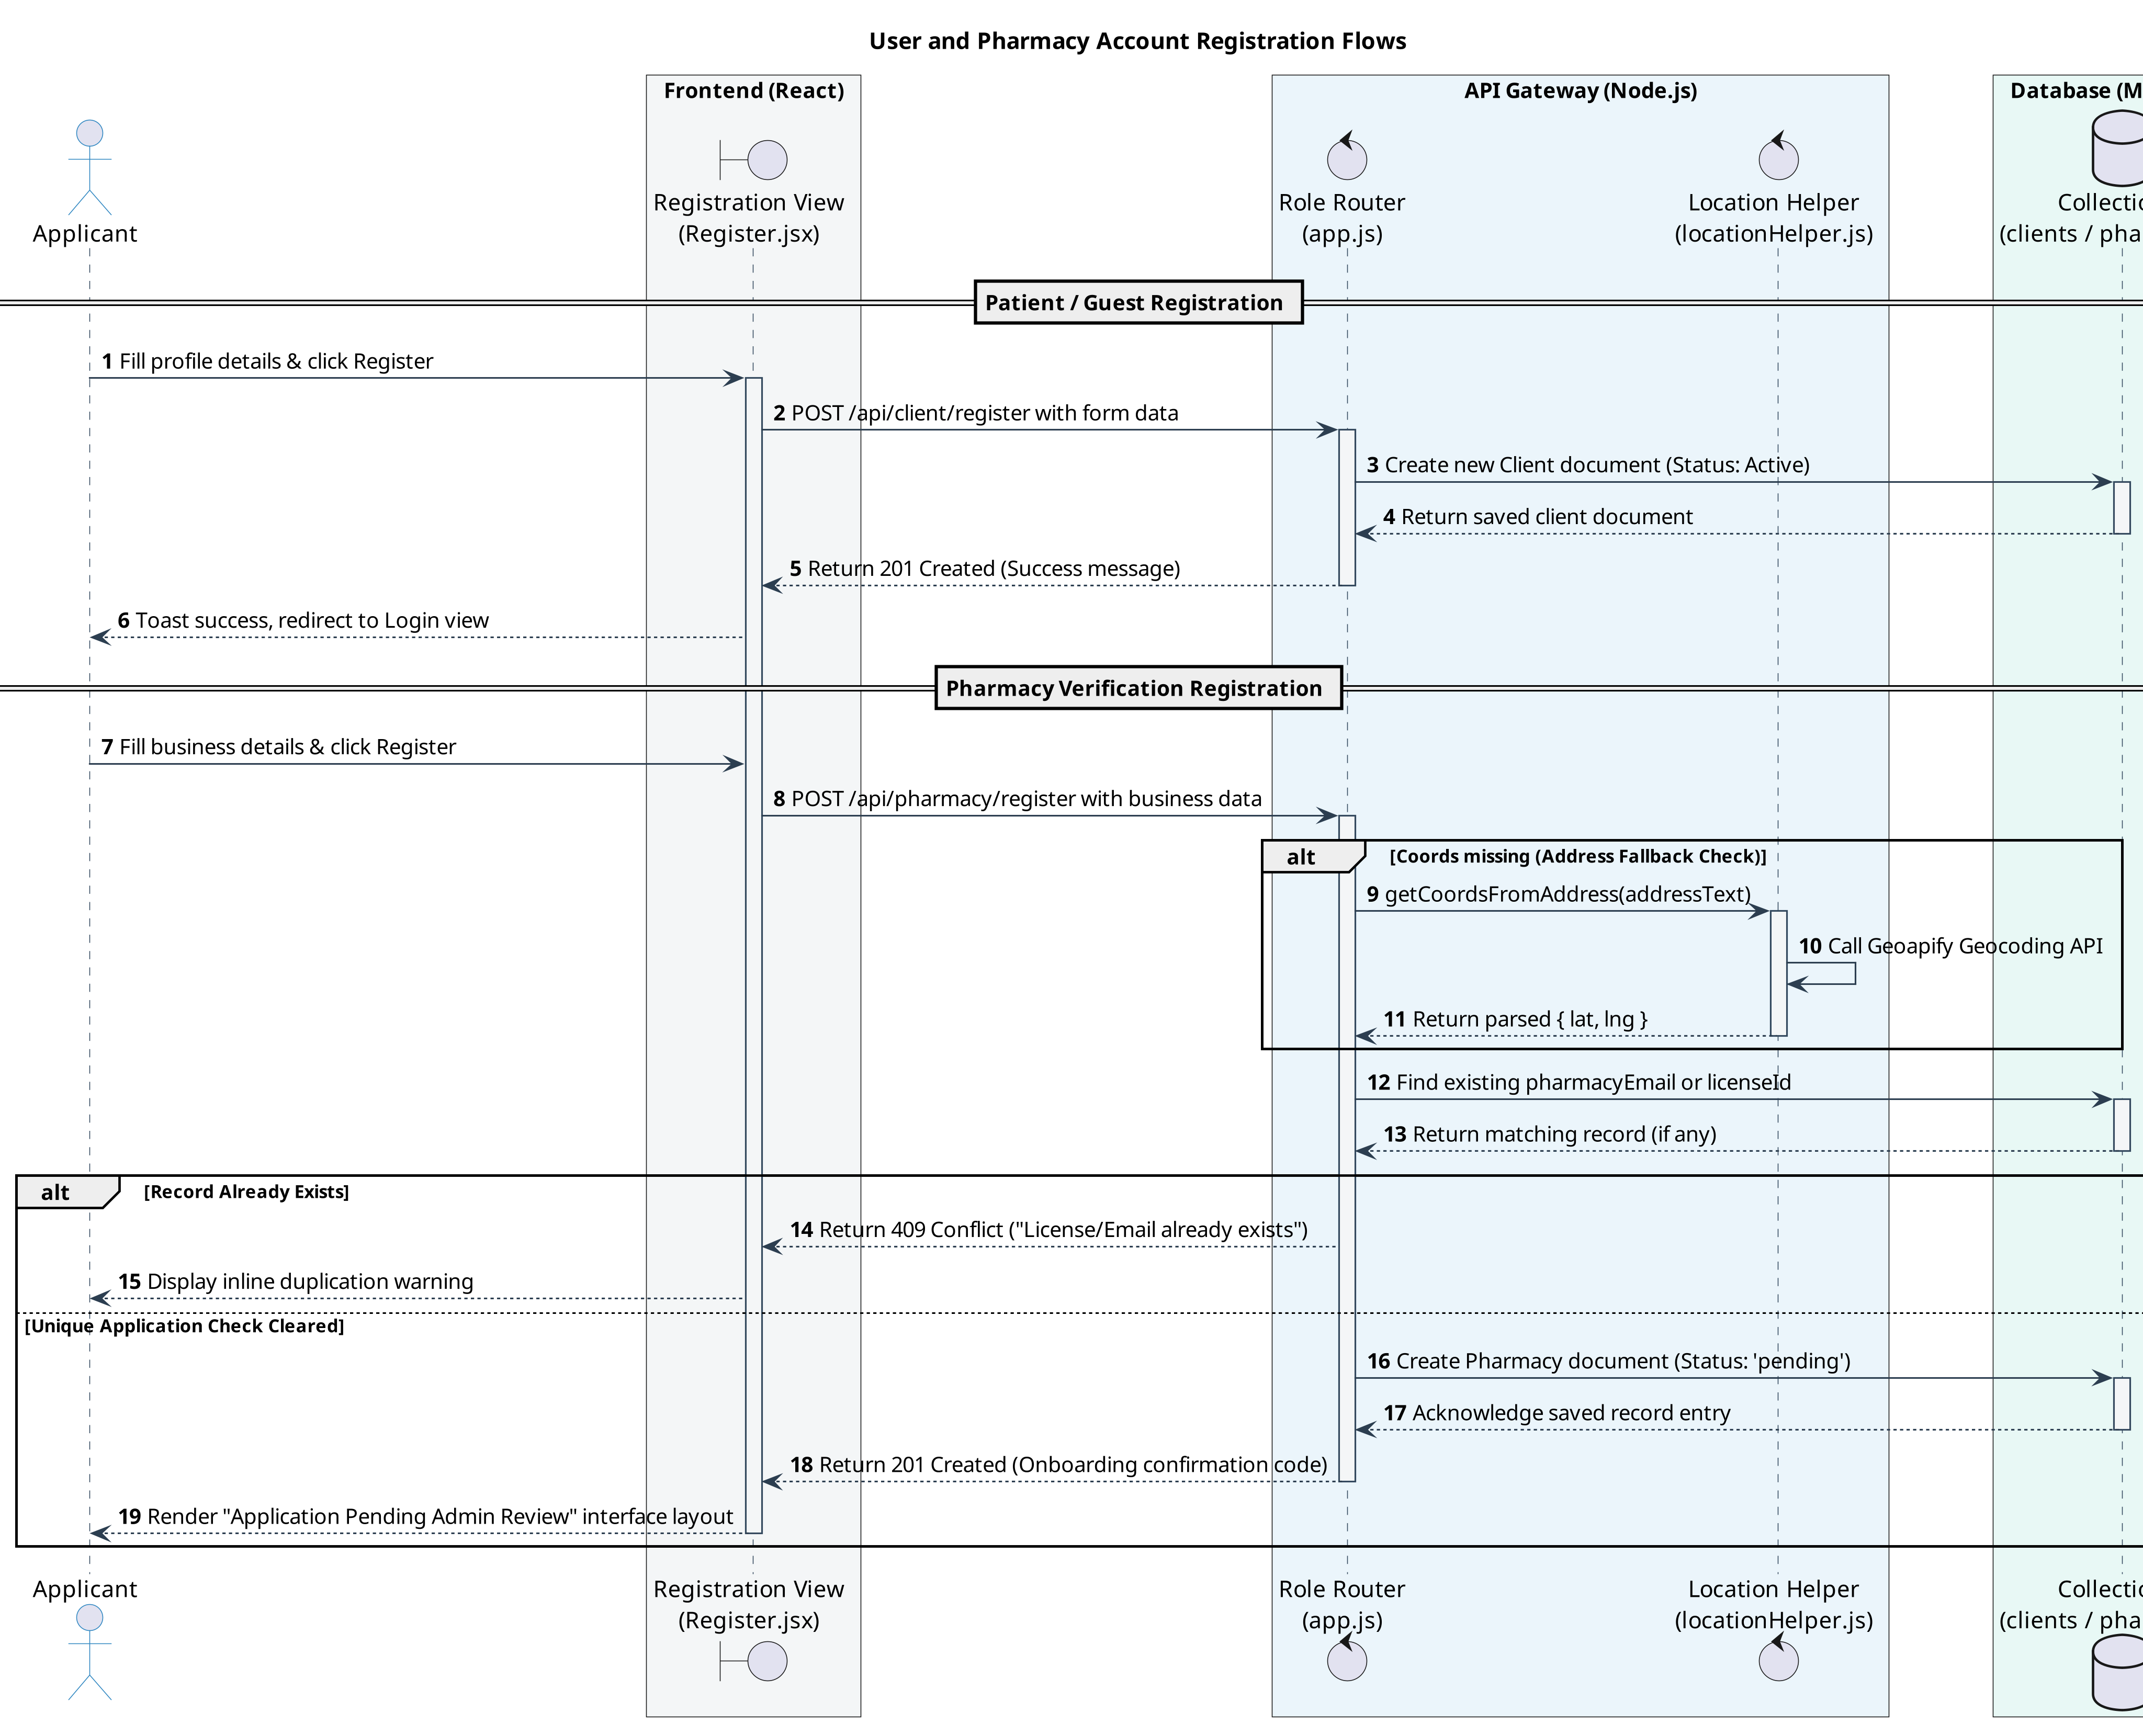 User and Pharmacy Account Registration Flows
Frontend (React)
API Gateway (Node.js)
Database (M
Applicant
Registration View
(Register.jsx)
Role Router
(app.js)
Location Helper
(locationHelper.js)
Collectio
(clients / pha
Patient / Guest Registration
1 Fill profile details & click Register
2 POST /api/client/register with form data
3 Create new Client document (Status: Active)
4 Return saved client document
5 Return 201 Created (Success message)
6 Toast success, redirect to Login view
Pharmacy Verification Registration
7 Fill business details & click Register
8 POST /api/pharmacy/register with business data
alt [Coords missing (Address Fallback Check)]
9 getCoordsFromAddress(addressText)
10 Call Geoapify Geocoding API
11 Return parsed { lat, lng }
12 Find existing pharmacyEmail or licenseId
13 Return matching record (if any)
alt [Record Already Exists]
14 Return 409 Conflict ("License/Email already exists")
15 Display inline duplication warning
[Unique Application Check Cleared]
16 Create Pharmacy document (Status: 'pending')
17 Acknowledge saved record entry
18 Return 201 Created (Onboarding confirmation code)
19 Render "Application Pending Admin Review" interface layout
Applicant
Registration View
(Register.jsx)
Role Router
(app.js)
Location Helper
(locationHelper.js)
Collectio
(clients / pha